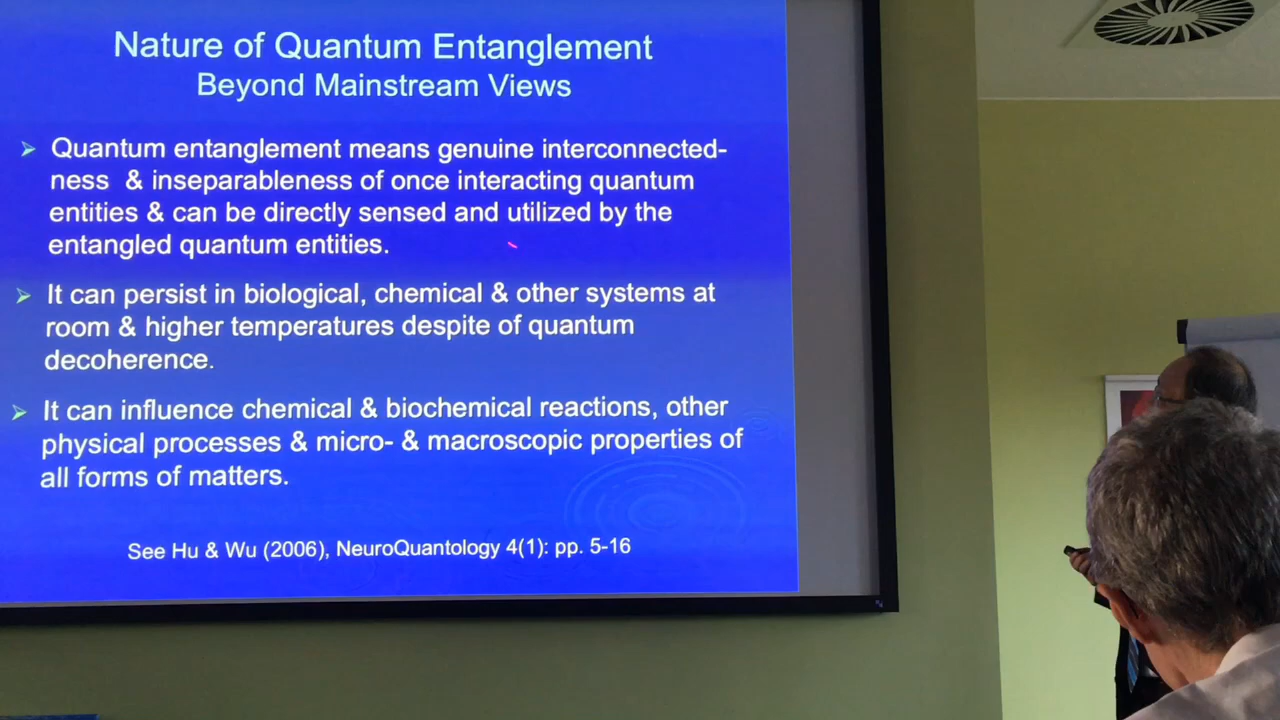 Nature of Quantum Entanglement
Beyond Mainstream Views
Quantum entanglement means genuine interconnected-
ness & inseparableness of once interacting quantum
entities & can be directly sensed and utilized by the
entangled quantum entities.
It can persist in biological, chemical & other systems at
room & higher temperatures despite of quantum
decoherence.
It can influence chemical & biochemical reactions, other
physical processes & micro- & macroscopic properties of
all forms of matters.
See Hu & Wu (2006), NeuroQuantology 4(1): pp. 5-16